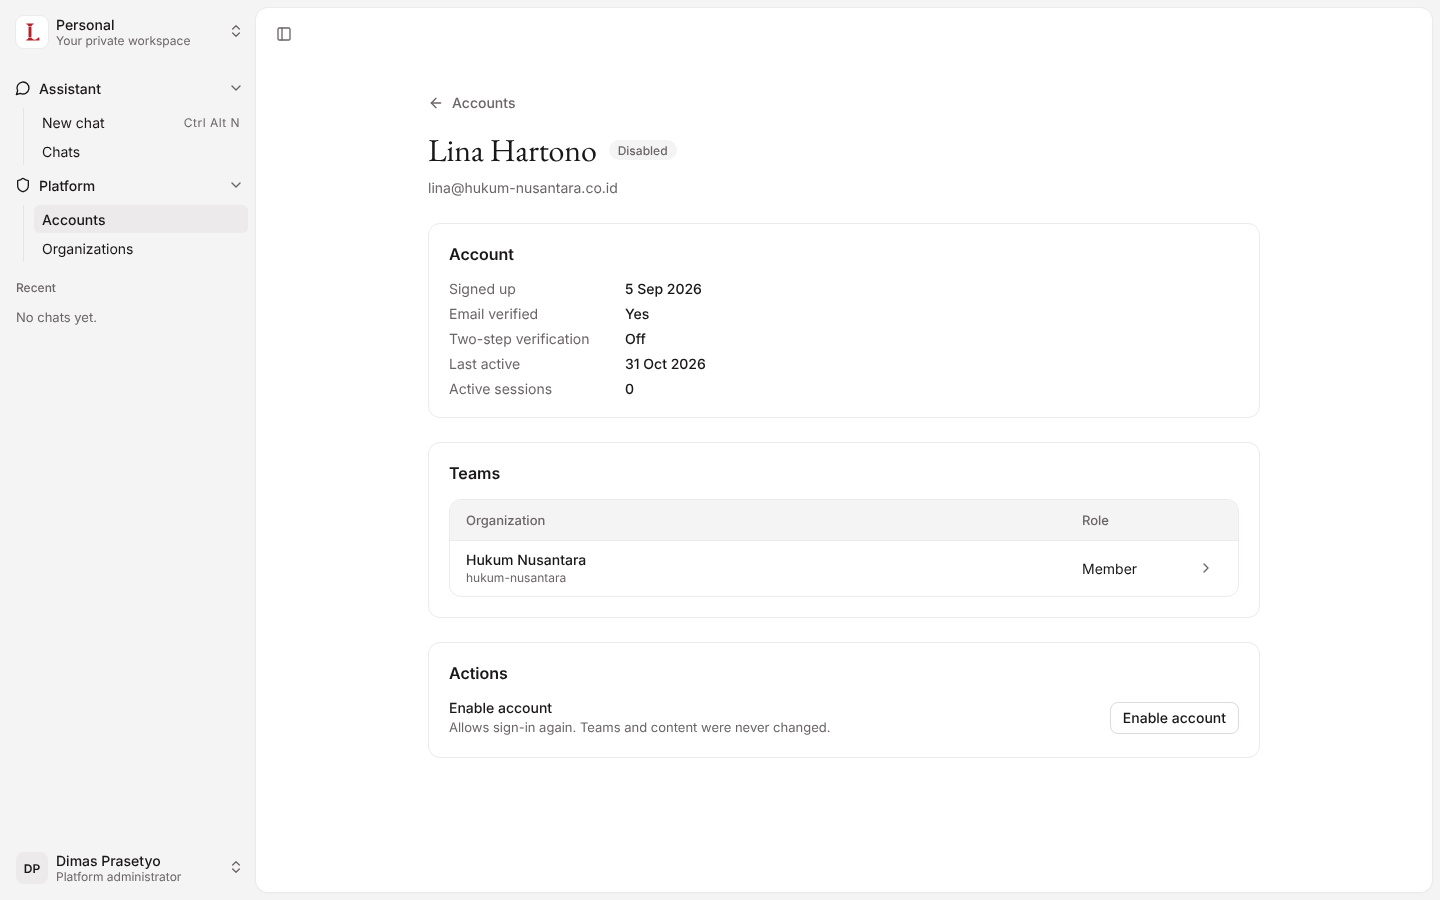 L
Personal
Your private workspace
Assistant
New chat
Ctrl Alt N
Chats
Platform
Accounts
Organizations
Recent
No chats yet.
DP
Dimas Prasetyo
Platform administrator
Accounts
Lina Hartono
Disabled
lina@hukum-nusantara.co.id
Account
Signed up
5 Sep 2026
Email verified
Yes
Two-step verification
Off
Last active
31 Oct 2026
Active sessions
0
Teams
Organization
Role
Hukum Nusantara
hukum-nusantara
Member
Actions
Enable account
Allows sign-in again. Teams and content were never changed.
Enable account